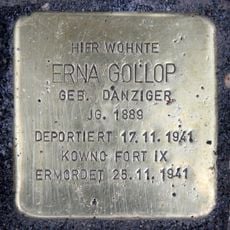 HIER WOHNTE
ERNA GOLLOP
GEB. DANZIGER
JG. 1889
DEPORTIERT 17.11.1941
KOWNO FORT IX
ERMORDET 25.11.1941